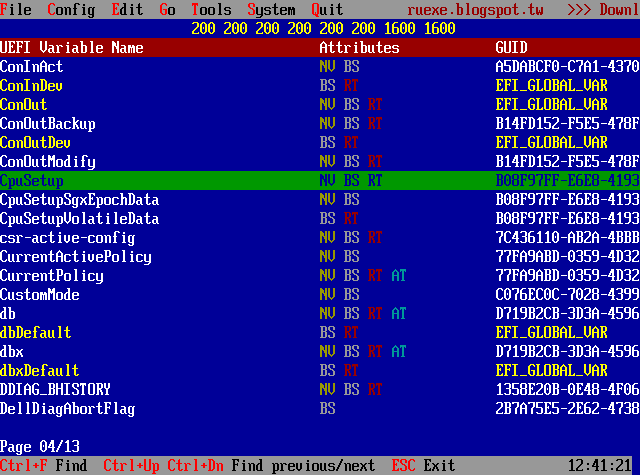 File Config Edit Go Tools System Quit ruexe.blogspot.tw >>> Downl
200 200 200 200 200 200 1600 1600
UEFI Variable Name Attributes GUID
ConInAct NV BS A5DABCF0-C7A1-4370
ConInDev BS RT EFI_GLOBAL_VAR
ConOut NV BS RT EFI_GLOBAL_VAR
ConOutBackup NV BS RT B14FD152-F5E5-478F
ConOutDev BS RT EFI_GLOBAL_VAR
ConOutModify NV BS RT B14FD152-F5E5-478F
CpuSetup NV BS RT B08F97FF-E6E8-4193
CpuSetupSgxEpochData NV BS B08F97FF-E6E8-4193
CpuSetupVolatileData BS RT B08F97FF-E6E8-4193
csr-active-config NV BS RT 7C436110-AB2A-4BBB
CurrentActivePolicy NV BS 77FA9ABD-0359-4D32
CurrentPolicy NV BS RT AT 77FA9ABD-0359-4D32
CustomMode NV BS C076EC0C-7028-4399
db NV BS RT AT D719B2CB-3D3A-4596
dbDefault BS RT EFI_GLOBAL_VAR
dbx NV BS RT AT D719B2CB-3D3A-4596
dbxDefault BS RT EFI_GLOBAL_VAR
DDIAG_BHISTORY NV BS RT 1358E20B-0E48-4F06
DellDiagAbortFlag BS 2B7A75E5-2E62-4738
Page 04/13
Ctrl+F Find Ctrl+Up Ctrl+Dn Find previous/next ESC Exit 12:41:21